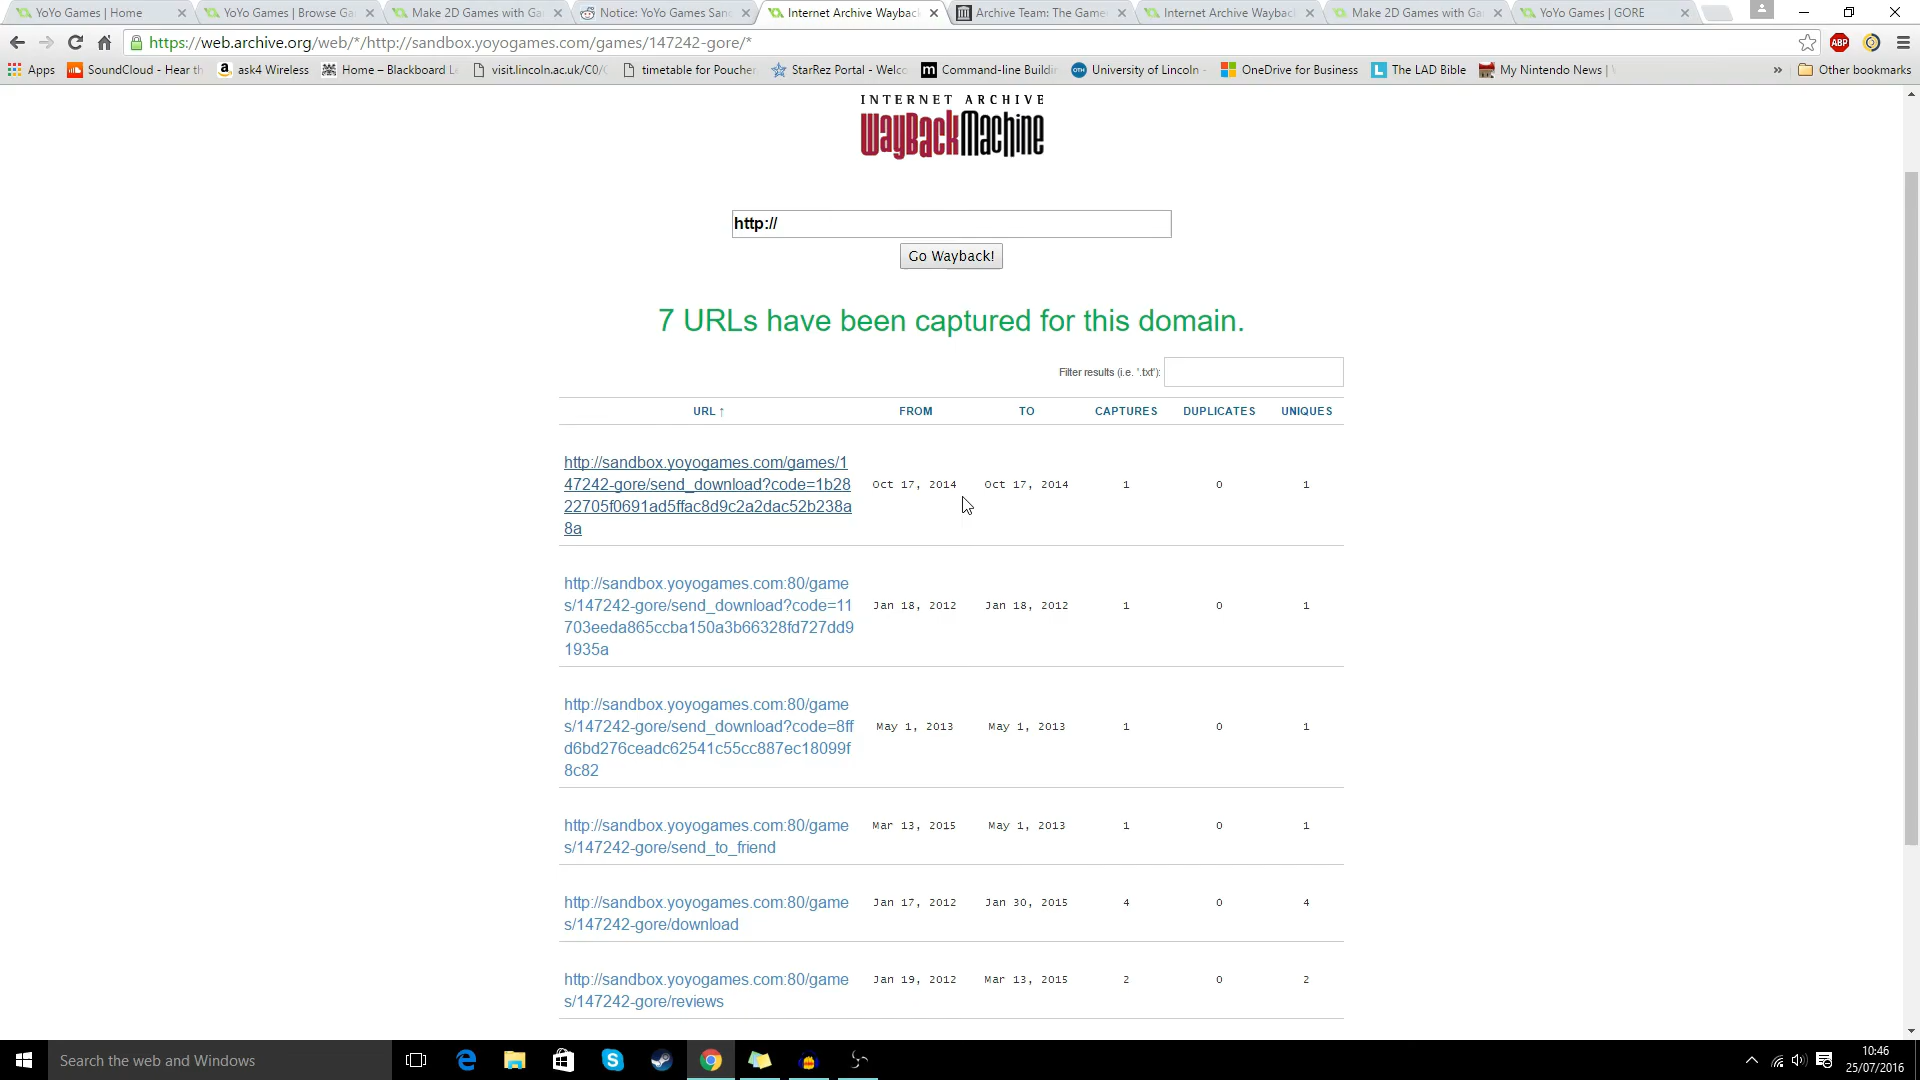 YoYo Games | Home
YoYo Games | Browse Ga
Make 2D Games with Ga
Notice: YoYo Games San
Internet Archive Wayback
Archive Team: The Game
Internet Archive Wayback
Make 2D Games with Ga
YoYo Games | GORE
https://web.archive.org/web/*/http://sandbox.yoyogames.com/games/147242-gore/*
ABP
Apps
SoundCloud - Hear th
ask4 Wireless
Home – Blackboard Le
visit.lincoln.ac.uk/C0/
timetable for Pouche
StarRez Portal - Welco
Command-line Buildin
University of Lincoln -
OneDrive for Business
The LAD Bible
My Nintendo News |
»
Other bookmarks
INTERNET ARCHIVE
WayBackMachine
http://
Go Wayback!
7 URLs have been captured for this domain.
Filter results (i.e. '.txt'):
URL ↑ FROM TO CAPTURES DUPLICATES UNIQUES
http://sandbox.yoyogames.com/games/1
47242-gore/send_download?code=1b28
22705f0691ad5ffac8d9c2a2dac52b238a
8a
Oct 17, 2014 Oct 17, 2014 1 0 1
http://sandbox.yoyogames.com:80/game
s/147242-gore/send_download?code=11
703eeda865ccba150a3b66328fd727dd9
1935a
Jan 18, 2012 Jan 18, 2012 1 0 1
http://sandbox.yoyogames.com:80/game
s/147242-gore/send_download?code=8ff
d6bd276ceadc62541c55cc887ec18099f
8c82
May 1, 2013 May 1, 2013 1 0 1
http://sandbox.yoyogames.com:80/game
s/147242-gore/send_to_friend
Mar 13, 2015 May 1, 2013 1 0 1
http://sandbox.yoyogames.com:80/game
s/147242-gore/download
Jan 17, 2012 Jan 30, 2015 4 0 4
http://sandbox.yoyogames.com:80/game
s/147242-gore/reviews
Jan 19, 2012 Mar 13, 2015 2 0 2
Search the web and Windows
10:46
25/07/2016